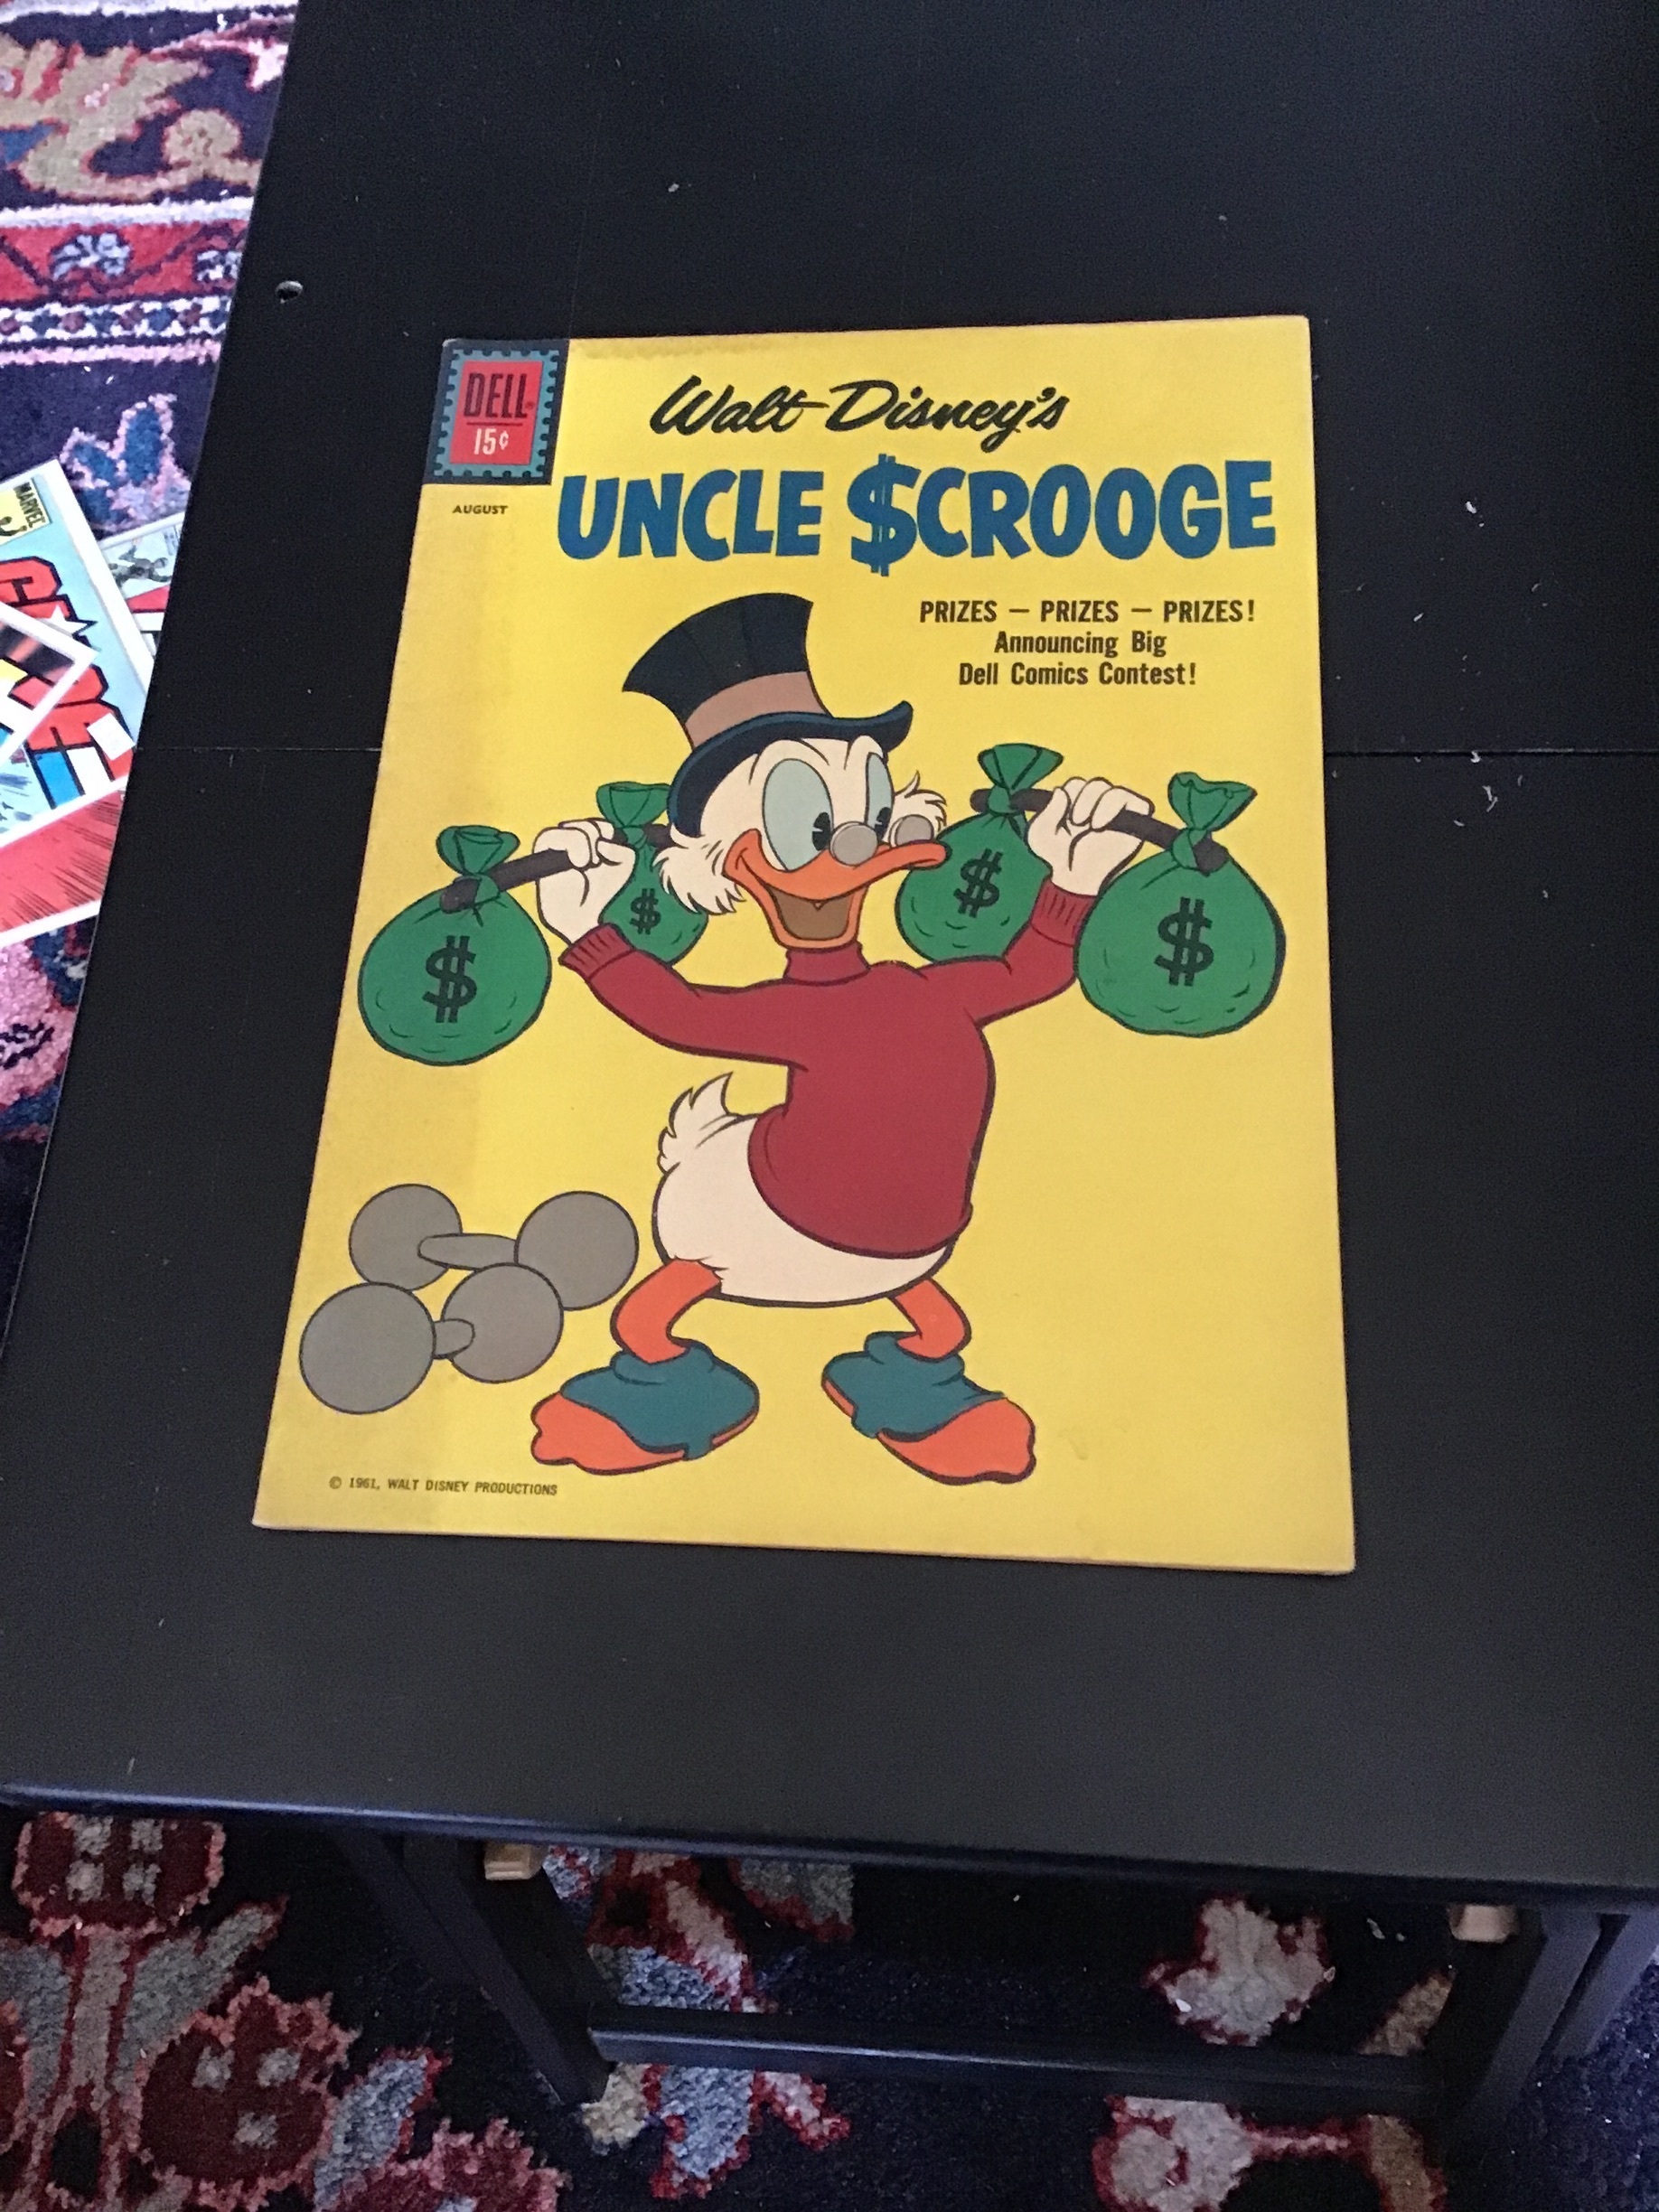 DELL
15¢
AUGUST
Walt Disney's
UNCLE $CROOGE
PRIZES — PRIZES — PRIZES!
Announcing Big
Dell Comics Contest!
$
$
$
$
© 1961, WALT DISNEY PRODUCTIONS
MARVEL